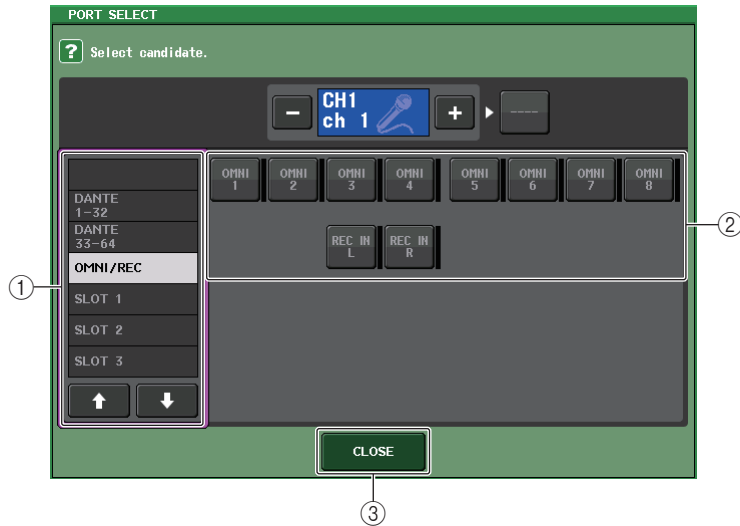 PORT SELECT
? Select candidate.
− CH1 ch 1 + ----
DANTE 1-32
DANTE 33-64
OMNI/REC
SLOT 1
SLOT 2
SLOT 3
OMNI 1 OMNI 2 OMNI 3 OMNI 4 OMNI 5 OMNI 6 OMNI 7 OMNI 8
REC IN L REC IN R
CLOSE
①
②
③